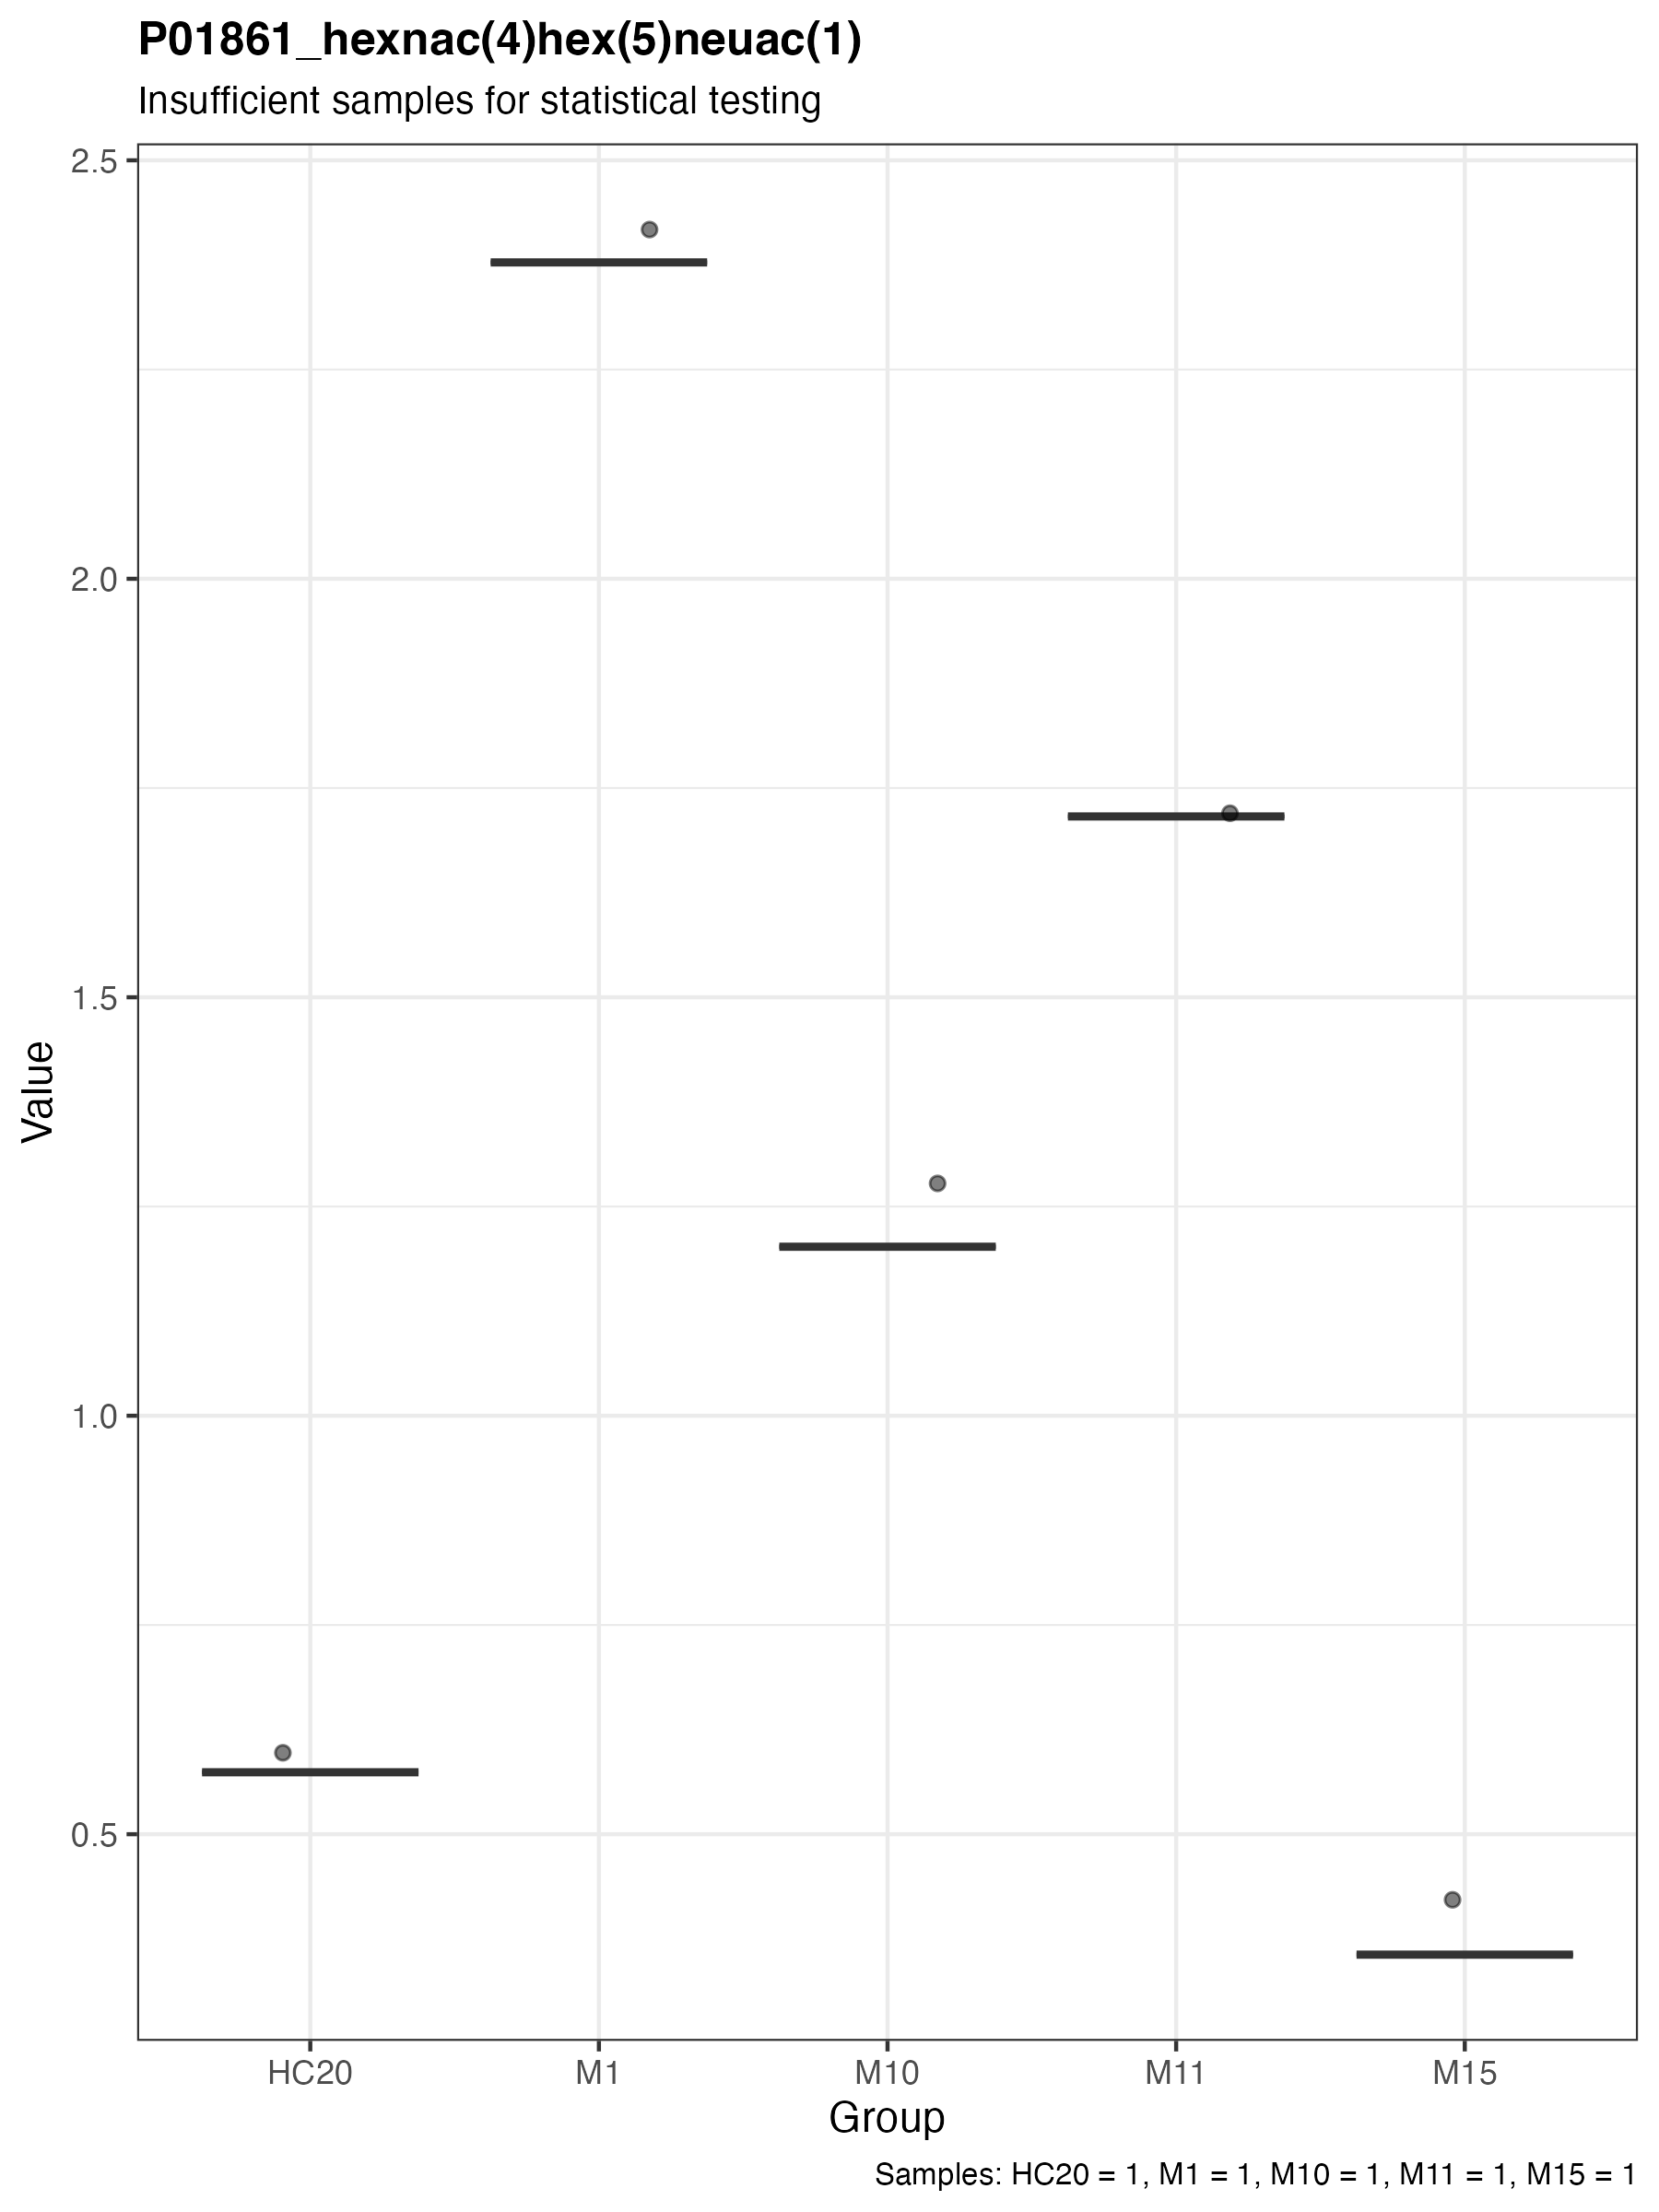 P01861_hexnac(4)hex(5)neuac(1)
Insufficient samples for statistical testing
2.5
2.0
1.5
1.0
0.5
Value
HC20 M1 M10 M11 M15
Group
Samples: HC20 = 1, M1 = 1, M10 = 1, M11 = 1, M15 = 1